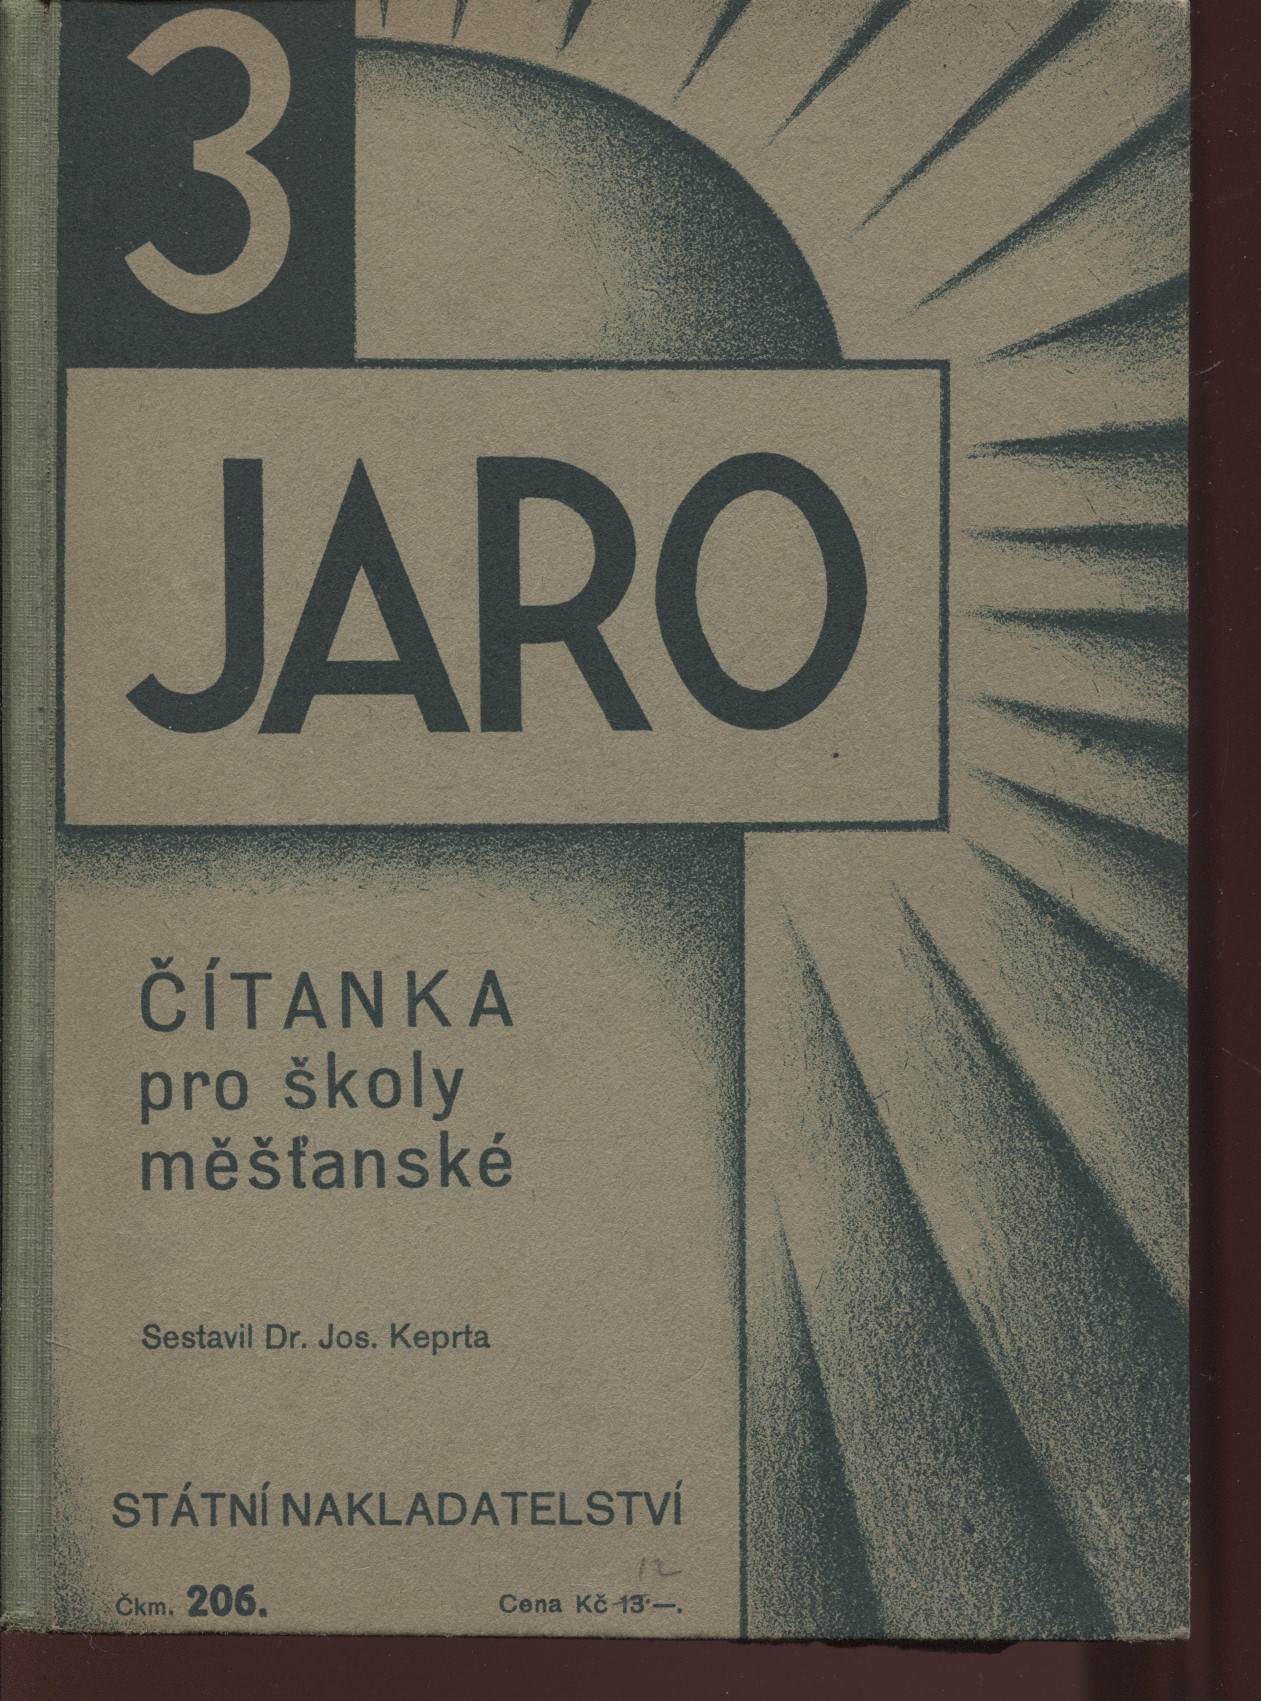 3
JARO
ČÍTANKA
pro školy
měšťanské
Sestavil Dr. Jos. Keprta
STÁTNÍ NAKLADATELSTVÍ
12
Čkm. 206. Cena Kč 13·—.